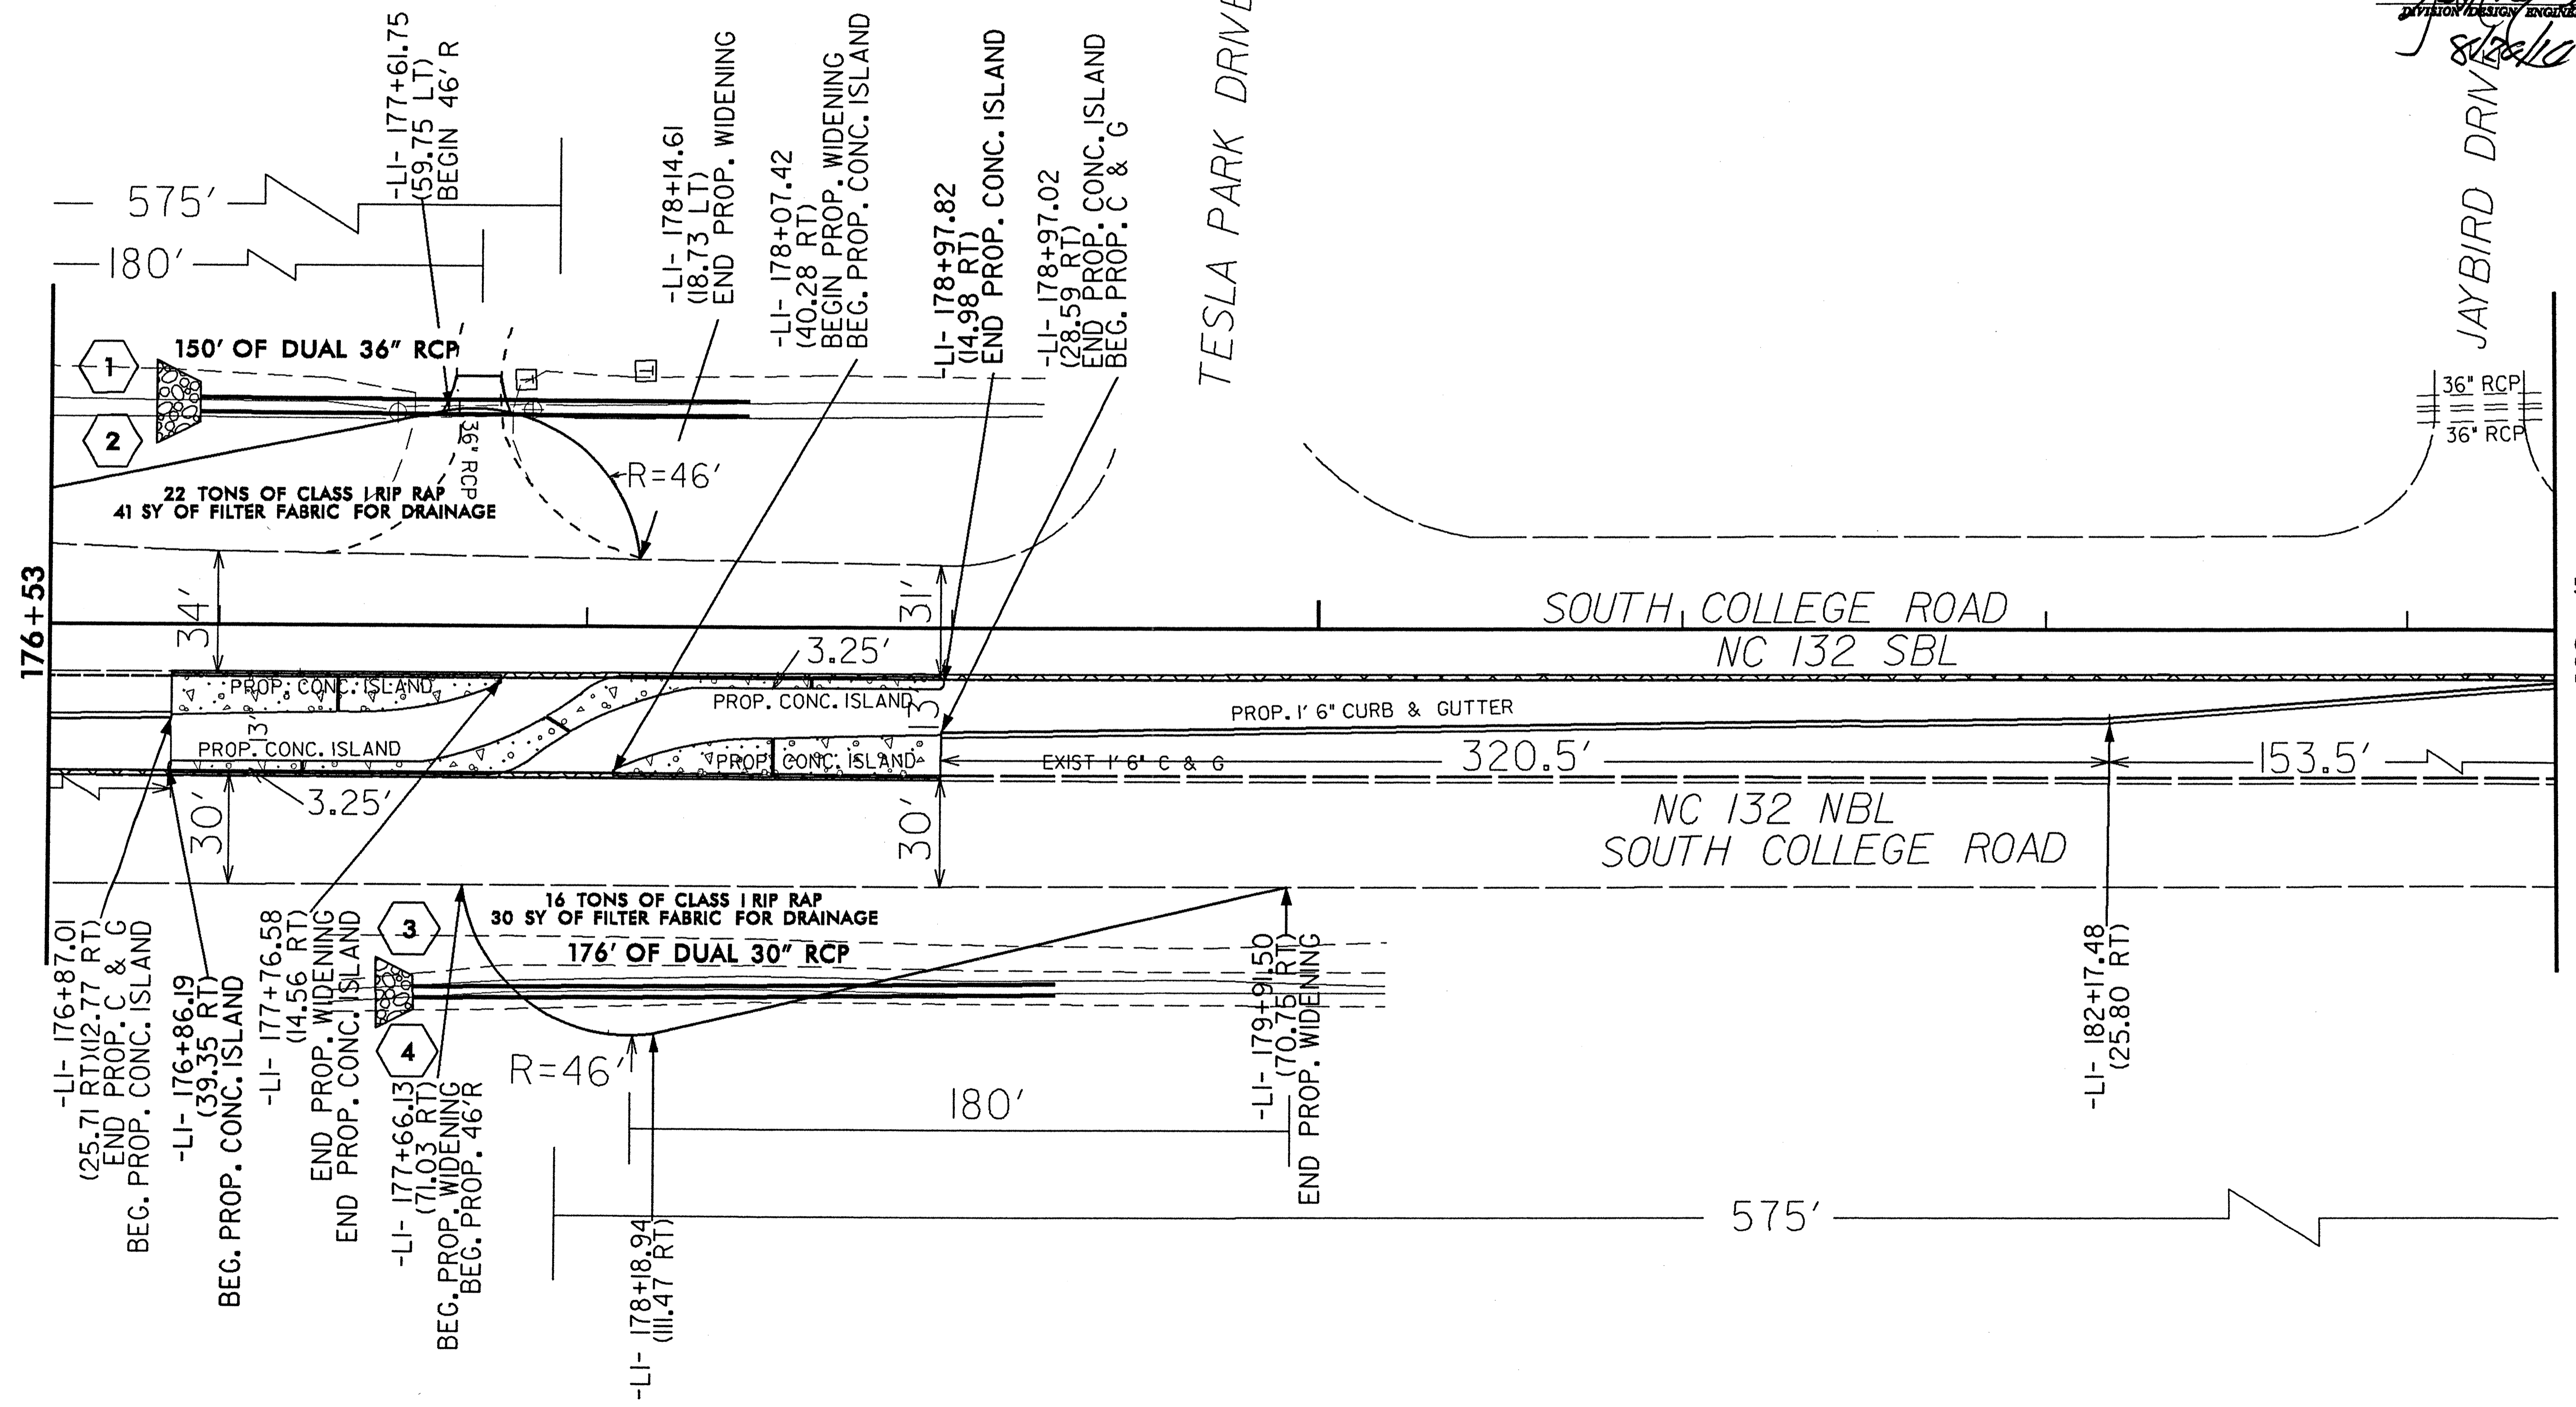 DIVISION DESIGN ENGINE
8/26/10
-L1- 177+61.75
(59.75 LT)
BEGIN 46' R
-L1- 178+14.61
(18.73 LT)
END PROP. WIDENING
-L1- 178+07.42
(40.28 RT)
BEGIN PROP. WIDENING
BEG. PROP. CONC. ISLAND
-L1- 178+97.82
(14.98 RT)
END PROP. CONC. ISLAND
-L1- 178+97.02
(28.59 RT)
END PROP. CONC. ISLAND
BEG. PROP. C & G
TESLA PARK DRIVE
JAYBIRD DRIVE
575'
180'
1
150' OF DUAL 36" RCP
2
36" RCP
R=46'
22 TONS OF CLASS I RIP RAP
41 SY OF FILTER FABRIC FOR DRAINAGE
36" RCP
36" RCP
176+53
34'
31'
SOUTH COLLEGE ROAD
NC 132 SBL
3.25'
PROP. CONC. ISLAND
PROP. CONC. ISLAND
13'
13'
PROP. 1' 6" CURB & GUTTER
PROP. CONC. ISLAND
PROP. CONC. ISLAND
EXIST 1' 6" C & G
320.5'
153.5'
3.25'
30'
30'
NC 132 NBL
SOUTH COLLEGE ROAD
16 TONS OF CLASS I RIP RAP
30 SY OF FILTER FABRIC FOR DRAINAGE
3
176' OF DUAL 30" RCP
4
R=46'
180'
575'
-L1- 176+87.01
(25.71 RT)(12.77 RT)
END PROP. C & G
BEG. PROP. CONC. ISLAND
-L1- 176+86.19
(39.35 RT)
BEG. PROP. CONC. ISLAND
-L1- 177+76.58
(14.56 RT)
END PROP. WIDENING
END PROP. CONC. ISLAND
-L1- 177+66.13
(71.03 RT)
BEG. PROP. WIDENING
BEG. PROP. 46'R
-L1- 178+18.94
(111.47 RT)
-L1- 179+91.50
(70.75 RT)
END PROP. WIDENING
-L1- 182+17.48
(25.80 RT)